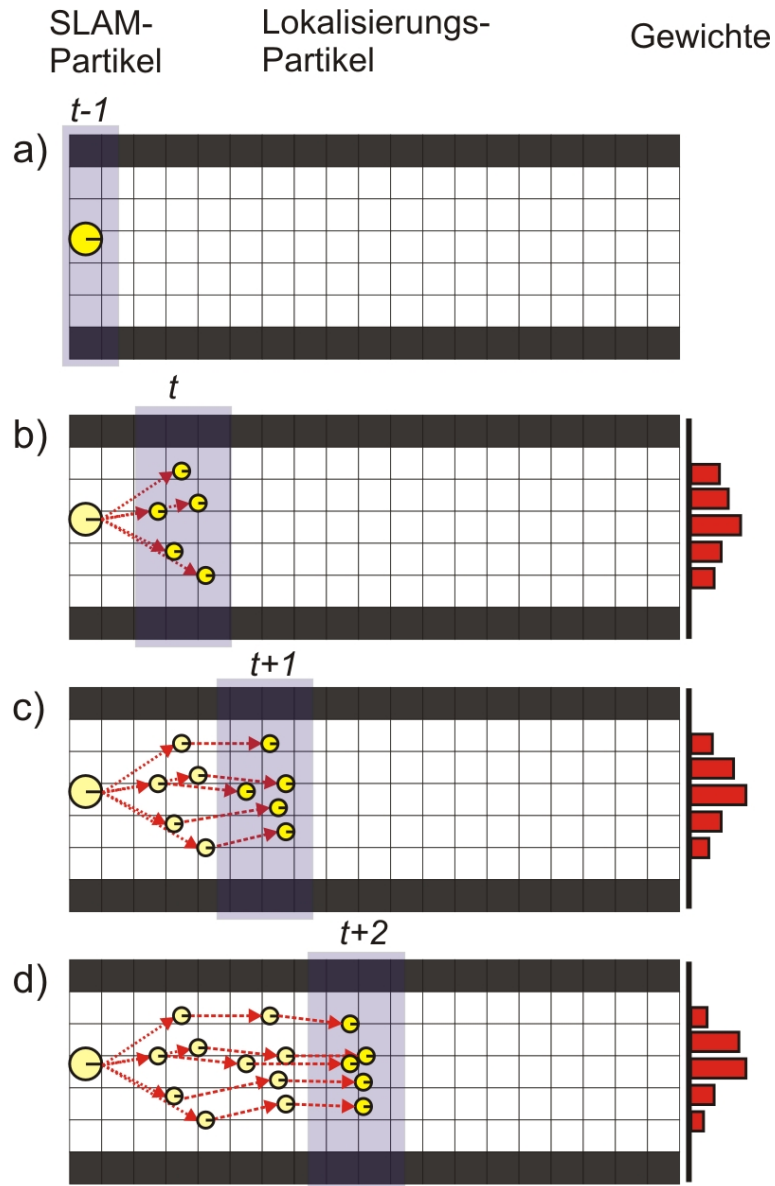 SLAM-
Partikel
Lokalisierungs-
Partikel
Gewichte
t-1
a)
t
b)
t+1
c)
t+2
d)